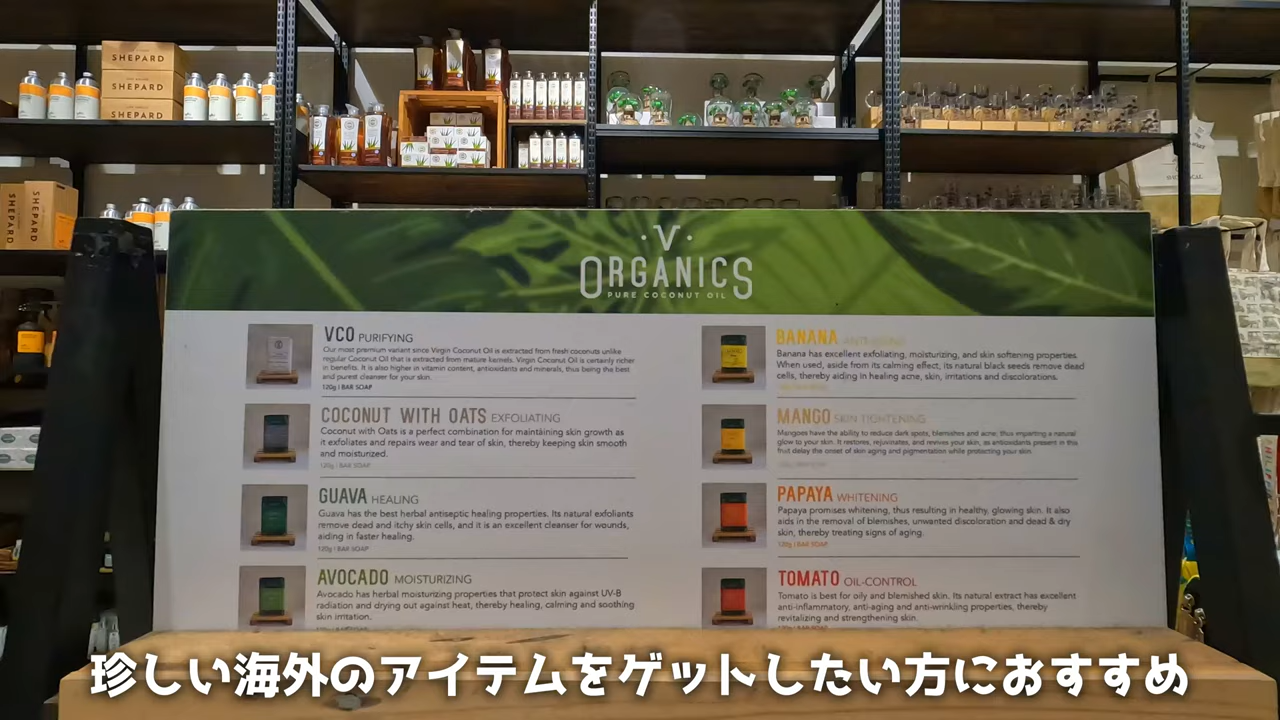 SHEPARD
SHEPARD
SHEPARD
SHEPARD
SHEPARD
V
ORGANICS
PURE COCONUT OIL
VCO PURIFYING
Our most premium variant since Virgin Coconut Oil is extracted from fresh coconuts unlike
regular Coconut Oil that is extracted from mature kernels. Virgin Coconut Oil is certainly richer
in benefits. It is also higher in vitamin content, antioxidants and minerals, thus being the best
and purest cleanser for your skin.
120g | BAR SOAP
COCONUT WITH OATS EXFOLIATING
Coconut with Oats is a perfect combination for maintaining skin growth as
it exfoliates and repairs wear and tear of skin, thereby keeping skin smooth
and moisturized.
120g | BAR SOAP
GUAVA HEALING
Guava has the best herbal antiseptic healing properties. Its natural exfoliants
remove dead and itchy skin cells, and it is an excellent cleanser for wounds,
aiding in faster healing.
120g | BAR SOAP
AVOCADO MOISTURIZING
Avocado has herbal moisturizing properties that protect skin against UV-B
radiation and drying out against heat, thereby healing, calming and soothing
skin irritation.
BANANA
Banana has excellent exfoliating, moisturizing, and skin softening properties.
When used, aside from its calming effect, its natural black seeds remove dead
cells, thereby aiding in healing acne, skin, irritations and discolorations.
MANGO SKIN TIGHTENING
Mangoes have the ability to reduce dark spots, blemishes and acne, thus imparting a natural
glow to your skin. It restores, rejuvenates, and revives your skin, as antioxidants present in this
fruit delay the onset of skin aging and pigmentation while protecting your skin.
PAPAYA WHITENING
Papaya promises whitening, thus resulting in healthy, glowing skin. It also
aids in the removal of blemishes, unwanted discoloration and dead & dry
skin, thereby treating signs of aging.
120g | BAR SOAP
TOMATO OIL-CONTROL
Tomato is best for oily and blemished skin. Its natural extract has excellent
anti-inflammatory, anti-aging and anti-wrinkling properties, thereby
revitalizing and strengthening skin.
珍しい海外のアイテムをゲットしたい方におすすめ